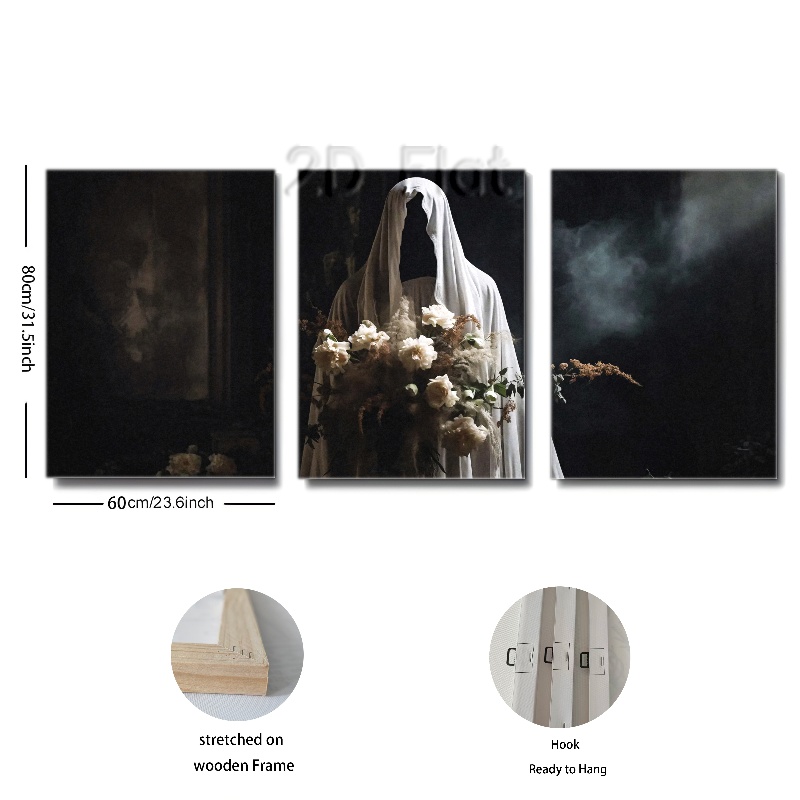 2D Flat
80cm/31.5inch
60cm/23.6inch
stretched on
wooden Frame
Hook
Ready to Hang